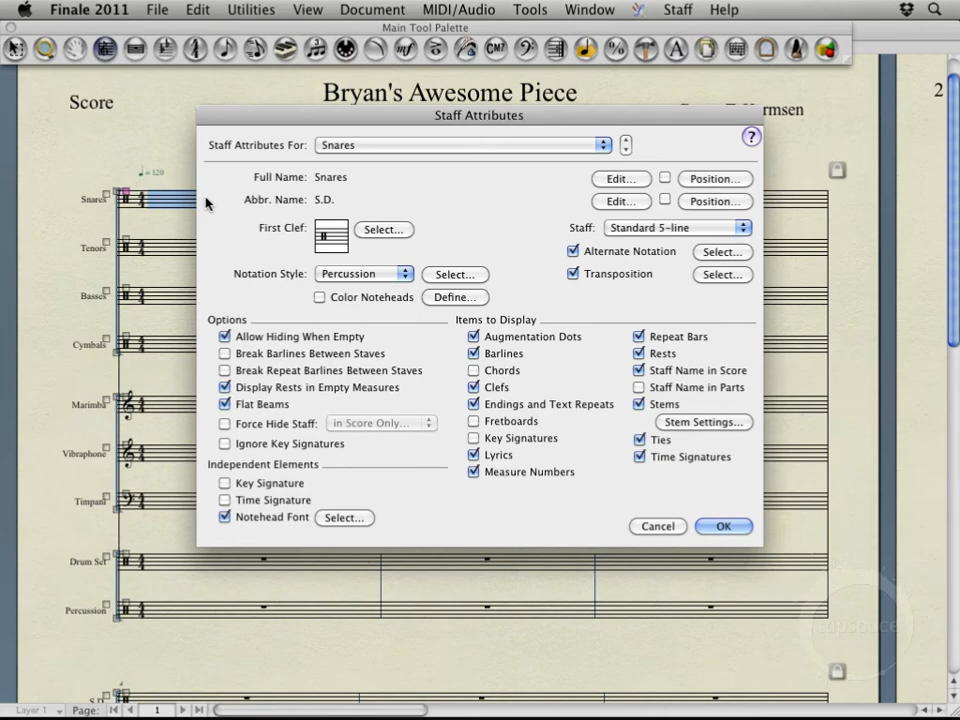 Finale 2011 File Edit Utilities View Document MIDI/Audio Tools Window Staff Help
Main Tool Palette
Score
Bryan's Awesome Piece
2
Staff Attributes
Staff Attributes For: Snares
Full Name: Snares Edit... Position...
Abbr. Name: S.D. Edit... Position...
First Clef: Select... Staff: Standard 5-line
Alternate Notation Select...
Notation Style: Percussion Select... Transposition Select...
Color Noteheads Define...
Options
Allow Hiding When Empty
Break Barlines Between Staves
Break Repeat Barlines Between Staves
Display Rests in Empty Measures
Flat Beams
Force Hide Staff: in Score Only...
Ignore Key Signatures
Independent Elements
Key Signature
Time Signature
Notehead Font Select...
Items to Display
Augmentation Dots
Barlines
Chords
Clefs
Endings and Text Repeats
Fretboards
Key Signatures
Lyrics
Measure Numbers
Repeat Bars
Rests
Staff Name in Score
Staff Name in Parts
Stems
Stem Settings...
Ties
Time Signatures
Cancel OK
= 120
Snares
Tenors
Basses
Cymbals
Marimba
Vibraphone
Timpani
Drum Set
Percussion
S.D.
Layer 1 Page: 1